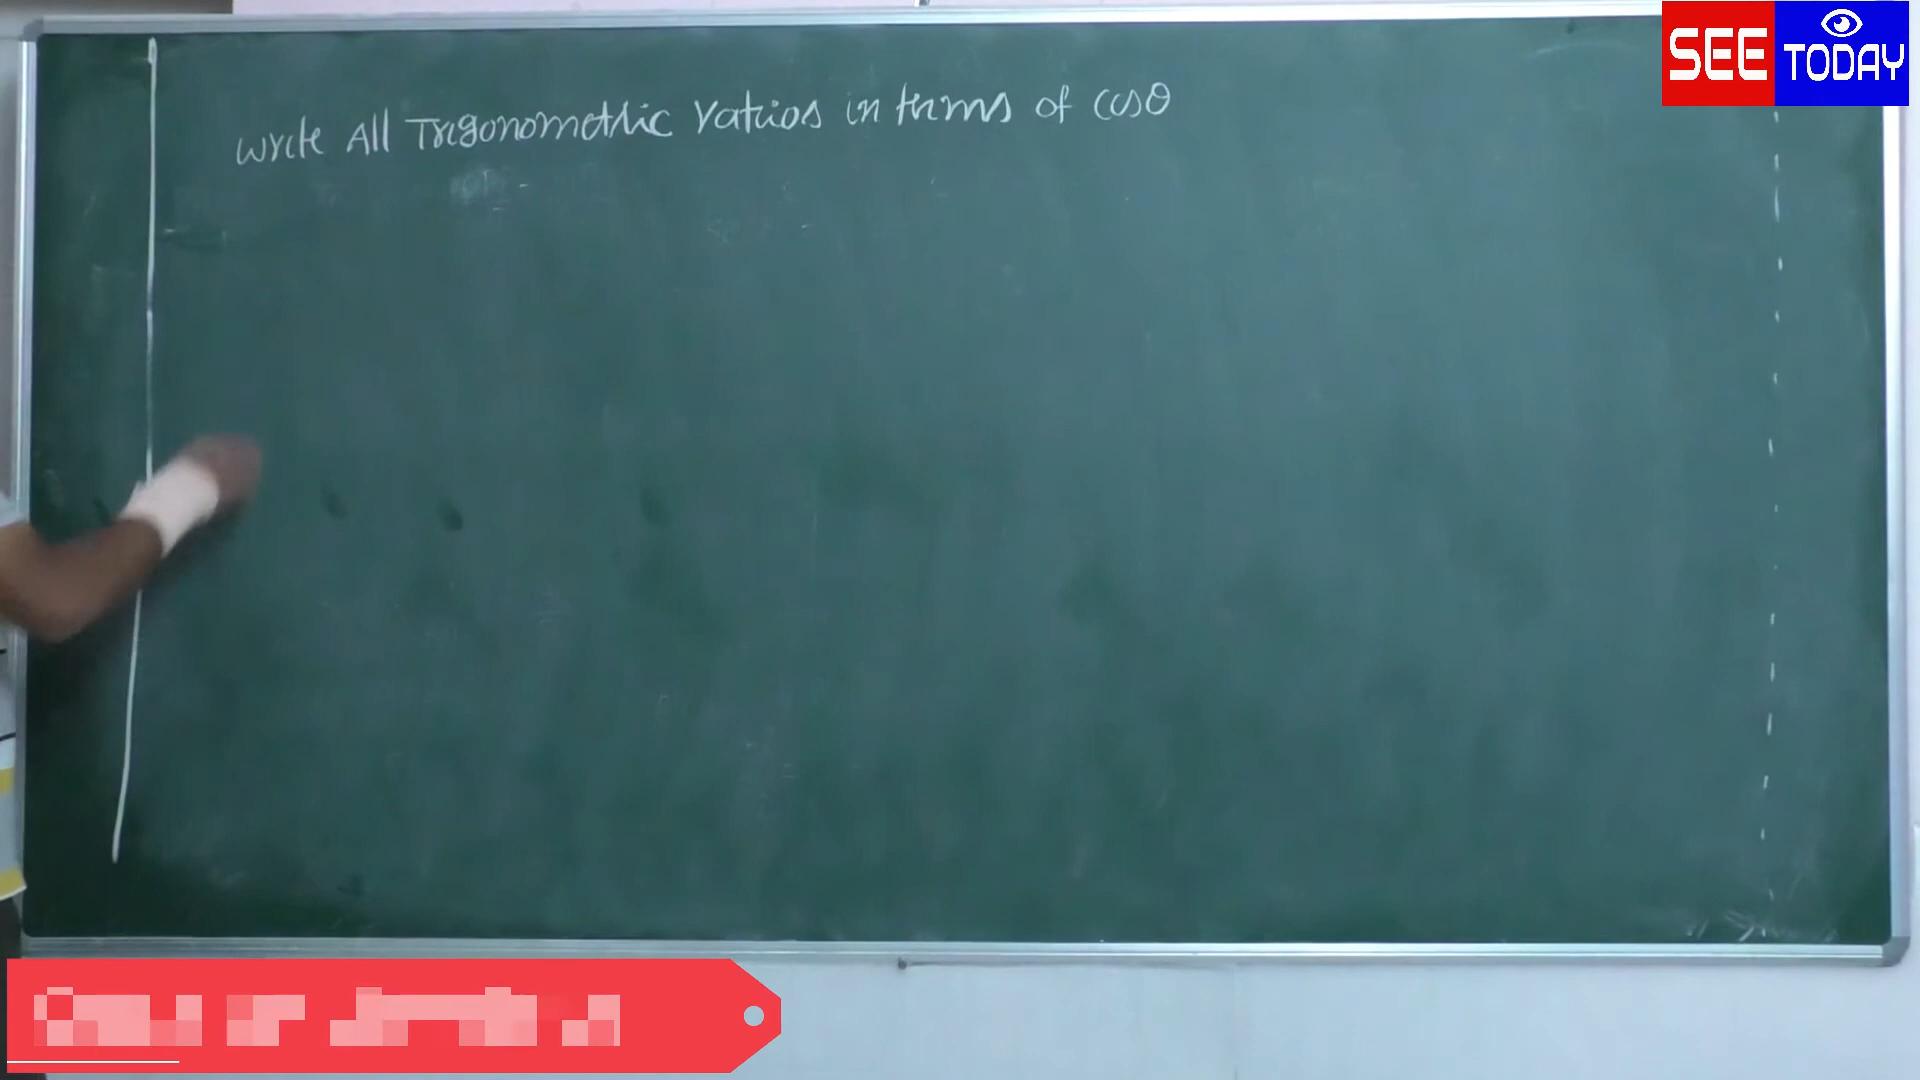 SEE TODAY
Write All Trigonometric ratios in terms of cosθ